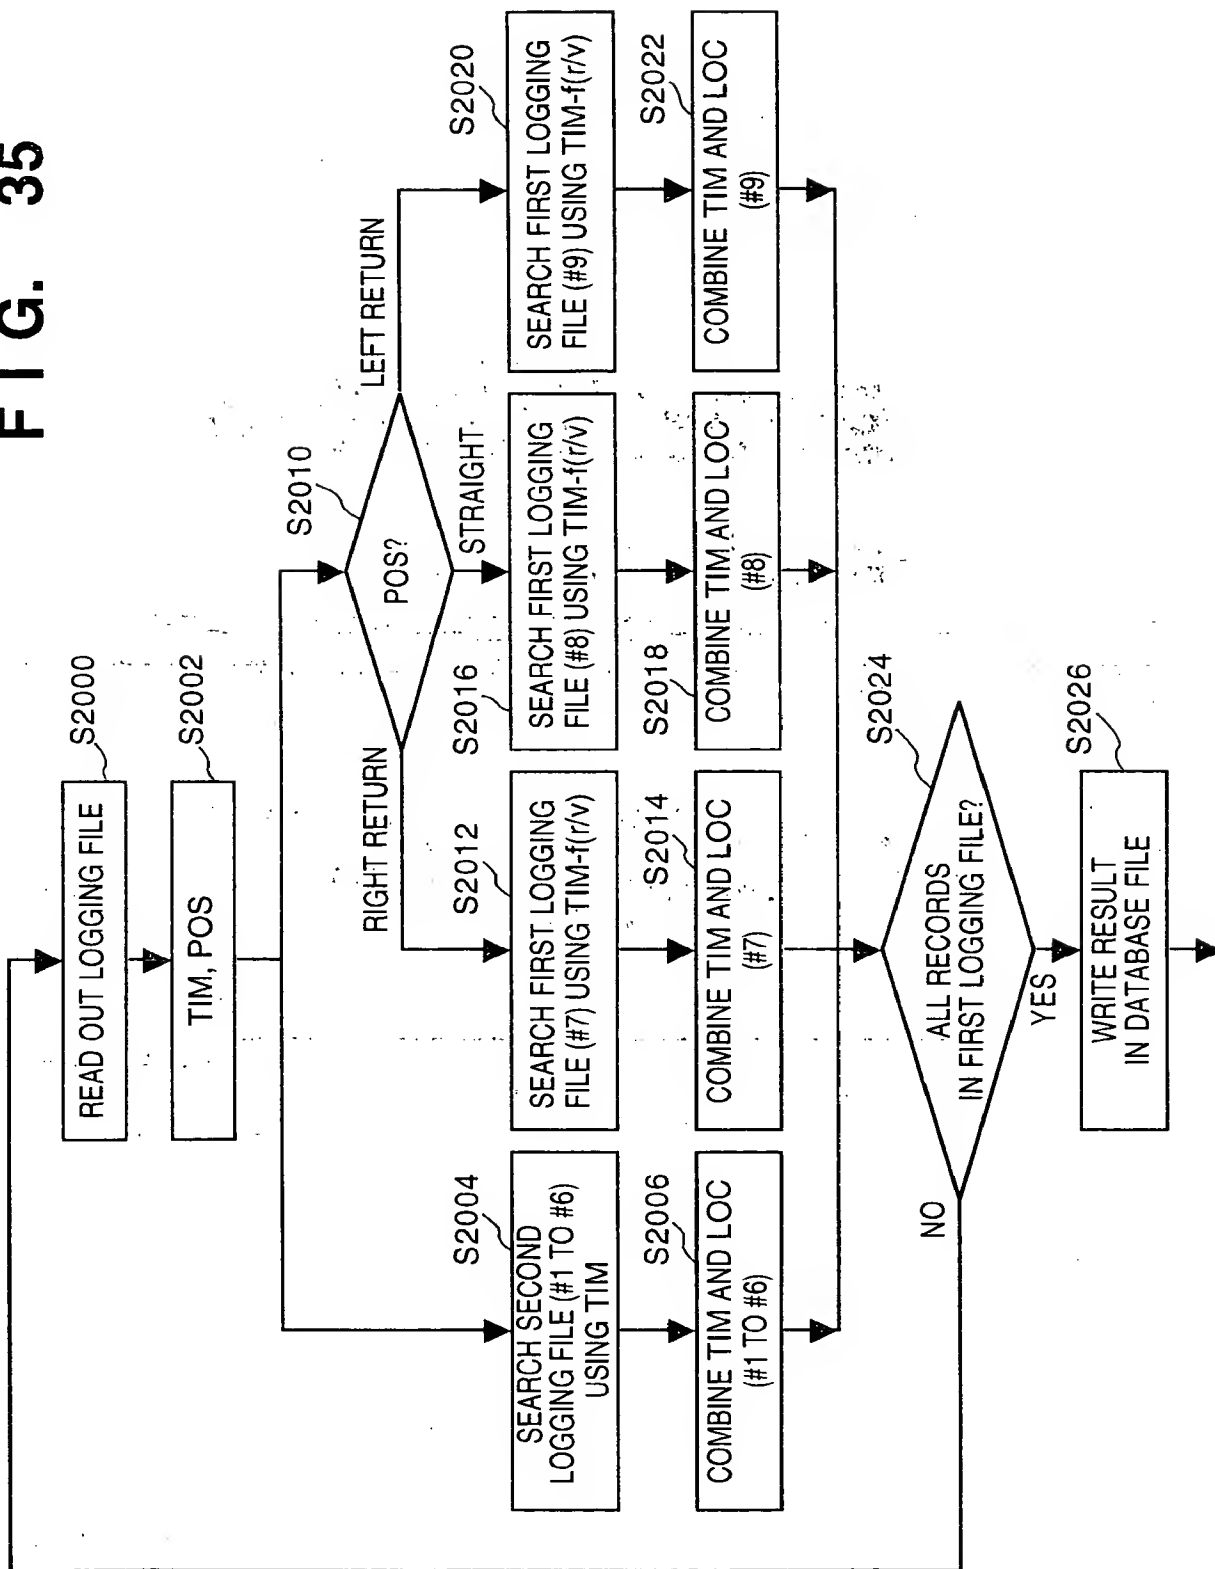 F I G. 35
S2000
READ OUT LOGGING FILE
S2002
TIM, POS
S2010
POS?
RIGHT RETURN
STRAIGHT
LEFT RETURN
S2004
SEARCH SECOND
LOGGING FILE (#1 TO #6)
USING TIM
S2012
SEARCH FIRST LOGGING
FILE (#7) USING TIM-f(r/v)
S2016
SEARCH FIRST LOGGING
FILE (#8) USING TIM-f(r/v)
S2020
SEARCH FIRST LOGGING
FILE (#9) USING TIM-f(r/v)
S2006
COMBINE TIM AND LOC
(#1 TO #6)
S2014
COMBINE TIM AND LOC
(#7)
S2018
COMBINE TIM AND LOC
(#8)
S2022
COMBINE TIM AND LOC
(#9)
S2024
ALL RECORDS
IN FIRST LOGGING FILE?
NO
YES
S2026
WRITE RESULT
IN DATABASE FILE